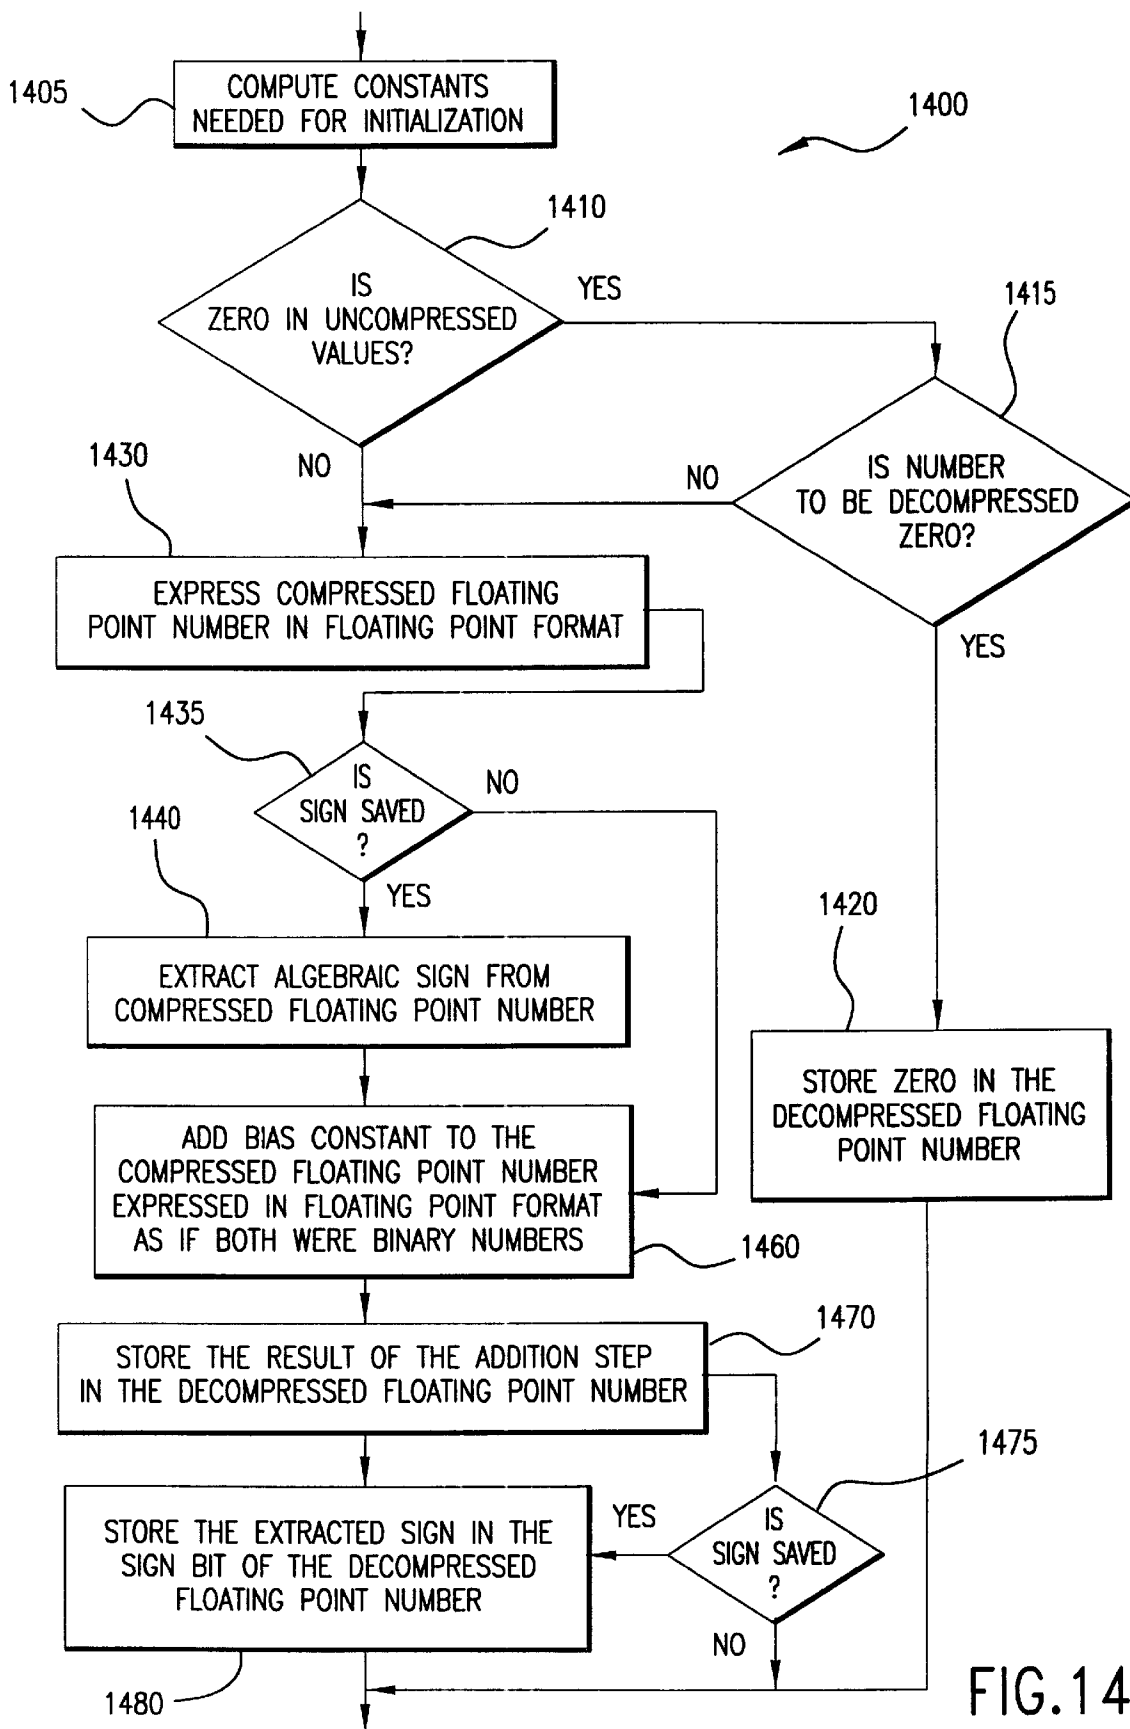 1405
COMPUTE CONSTANTS
NEEDED FOR INITIALIZATION
1400
1410
IS
ZERO IN UNCOMPRESSED
VALUES?
YES
1415
NO
IS NUMBER
TO BE DECOMPRESSED
ZERO?
NO
YES
1430
EXPRESS COMPRESSED FLOATING
POINT NUMBER IN FLOATING POINT FORMAT
1435
IS
SIGN SAVED
?
NO
YES
1440
EXTRACT ALGEBRAIC SIGN FROM
COMPRESSED FLOATING POINT NUMBER
1420
STORE ZERO IN THE
DECOMPRESSED FLOATING
POINT NUMBER
ADD BIAS CONSTANT TO THE
COMPRESSED FLOATING POINT NUMBER
EXPRESSED IN FLOATING POINT FORMAT
AS IF BOTH WERE BINARY NUMBERS
1460
1470
STORE THE RESULT OF THE ADDITION STEP
IN THE DECOMPRESSED FLOATING POINT NUMBER
1475
IS
SIGN SAVED
?
YES
NO
STORE THE EXTRACTED SIGN IN THE
SIGN BIT OF THE DECOMPRESSED
FLOATING POINT NUMBER
1480
FIG.14